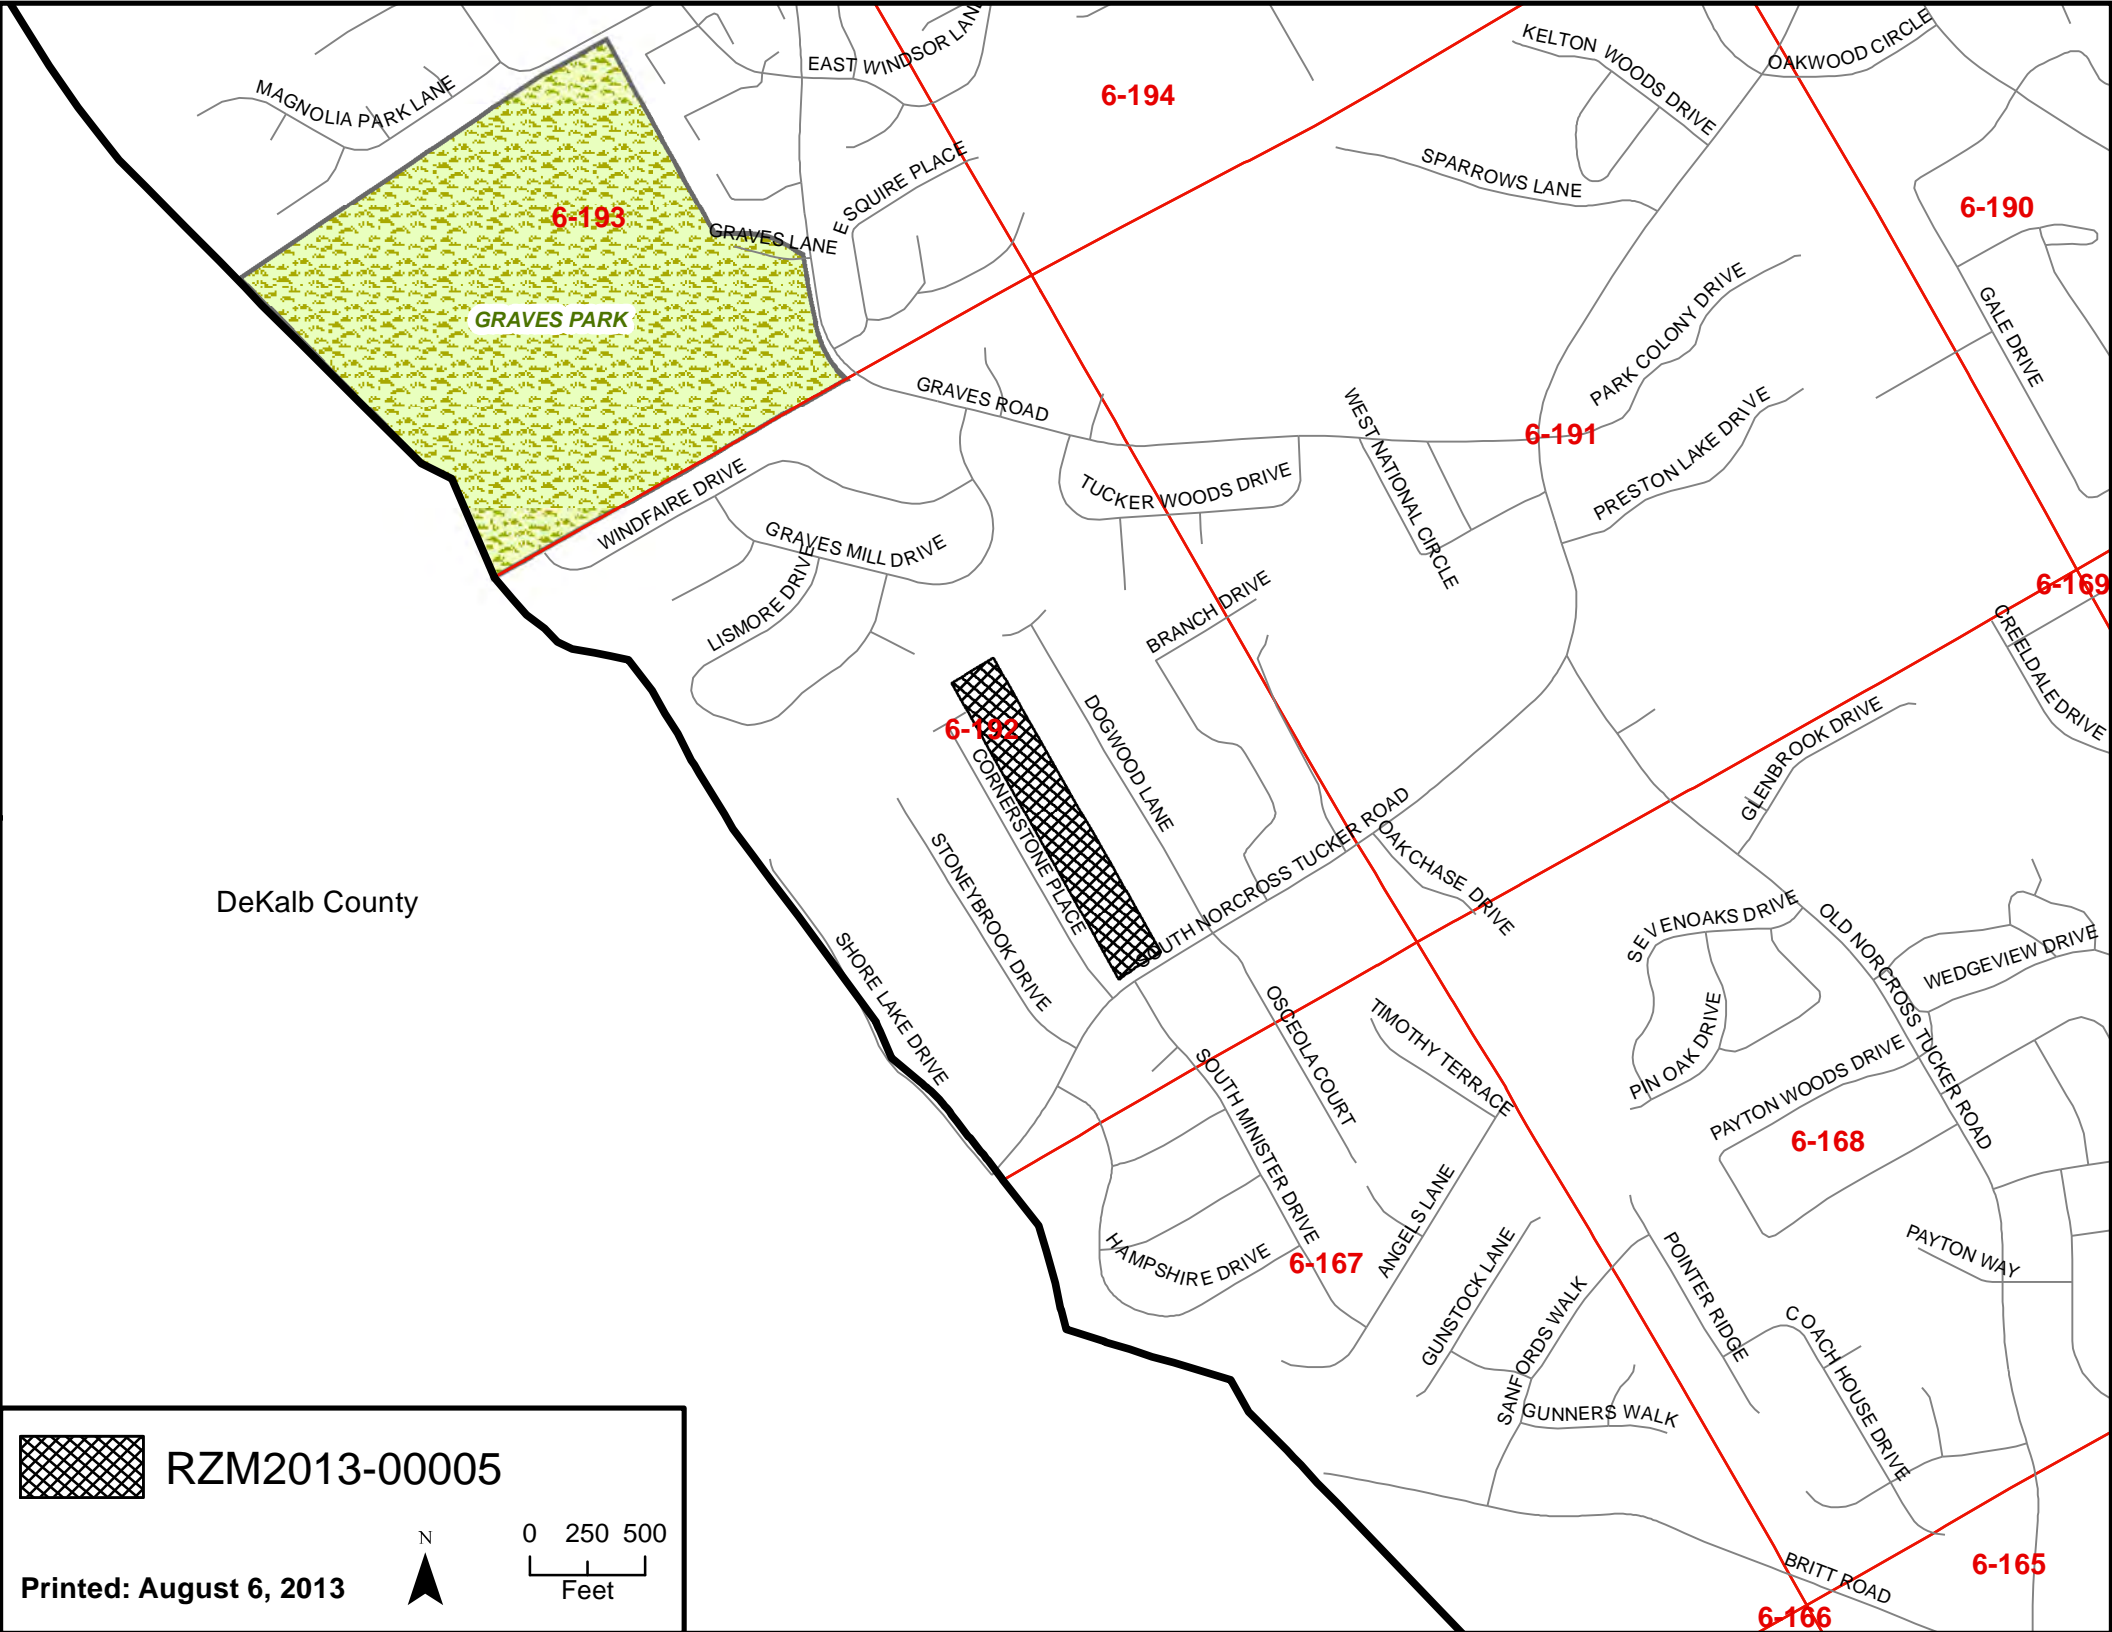 EAST WINDSOR LANE
KELTON WOODS DRIVE
OAKWOOD CIRCLE
MAGNOLIA PARK LANE
6-194
SPARROWS LANE
E SQUIRE PLACE
6-193
6-190
GRAVES LANE
GRAVES PARK
PARK COLONY DRIVE
GALE DRIVE
GRAVES ROAD
WEST NATIONAL CIRCLE
6-191
PRESTON LAKE DRIVE
TUCKER WOODS DRIVE
WINDFAIRE DRIVE
GRAVES MILL DRIVE
LISMORE DRIVE
BRANCH DRIVE
6-169
CREELDALE DRIVE
6-192
DOGWOOD LANE
CORNERSTONE PLACE
GLENBROOK DRIVE
STONEYBROOK DRIVE
SOUTH NORCROSS TUCKER ROAD
OAKCHASE DRIVE
DeKalb County
SHORE LAKE DRIVE
SEVENOAKS DRIVE
OLD NORCROSS TUCKER ROAD
WEDGEVIEW DRIVE
OSCEOLA COURT
TIMOTHY TERRACE
PIN OAK DRIVE
PAYTON WOODS DRIVE
SOUTH MINISTER DRIVE
6-168
ANGELS LANE
HAMPSHIRE DRIVE
6-167
GUNSTOCK LANE
POINTER RIDGE
PAYTON WAY
SANFORDS WALK
COACH HOUSE DRIVE
GUNNERS WALK
BRITT ROAD
6-165
6-166
RZM2013-00005
N
0 250 500
Feet
Printed: August 6, 2013